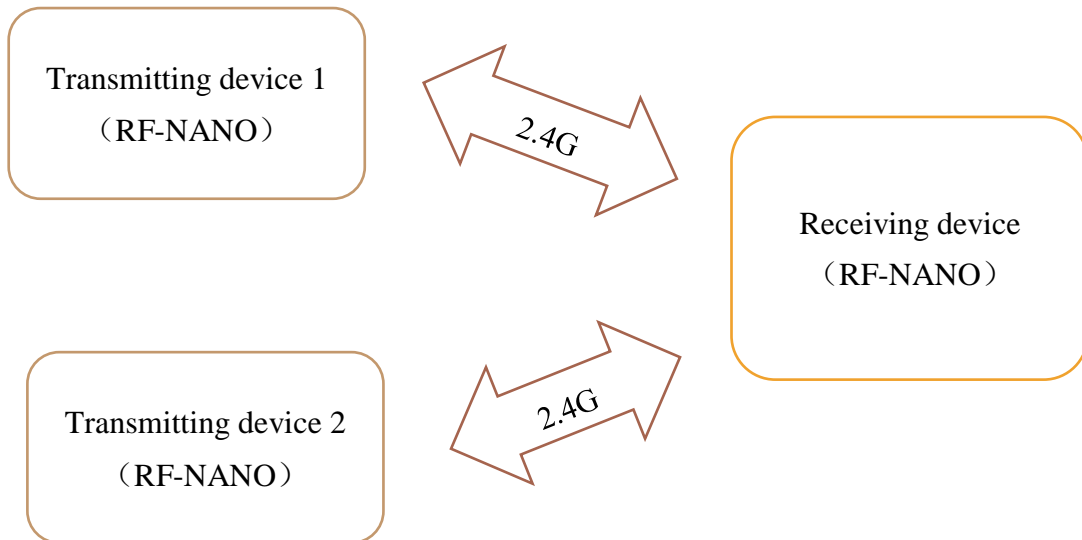 Transmitting device 1
（RF-NANO）
2.4G
Receiving device
（RF-NANO）
Transmitting device 2
（RF-NANO）
2.4G